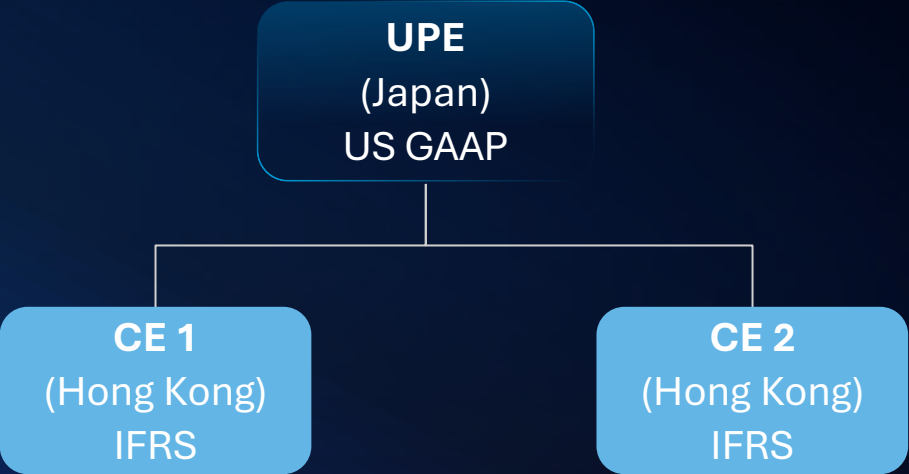 UPE
(Japan)
US GAAP
CE 1
(Hong Kong)
IFRS
CE 2
(Hong Kong)
IFRS